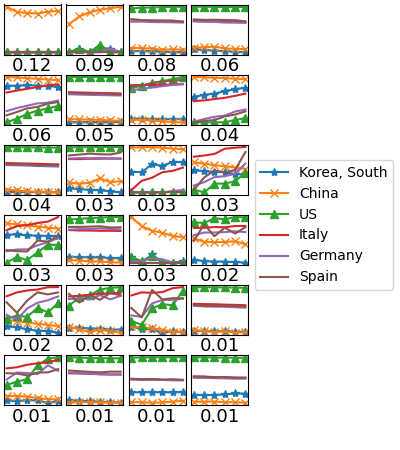 0.12 0.09 0.08 0.06
0.06 0.05 0.05 0.04
0.04 0.03 0.03 0.03
Korea, South
China
US
Italy
Germany
Spain
0.03 0.03 0.03 0.02
0.02 0.02 0.01 0.01
0.01 0.01 0.01 0.01